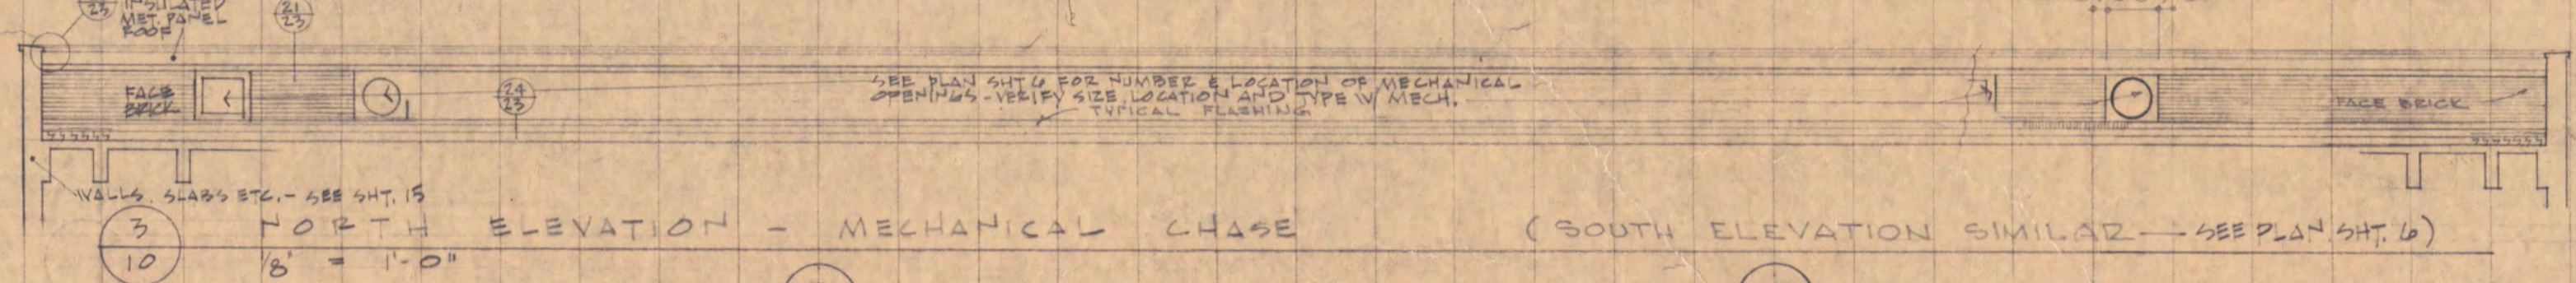 23
INSULATED
MET. PANEL
ROOF
21
23
FACE
BRICK
24
23
SEE PLAN SHT 6 FOR NUMBER & LOCATION OF MECHANICAL
OPENINGS - VERIFY SIZE, LOCATION AND TYPE W/ MECH.
TYPICAL FLASHING
FACE BRICK
WALLS, SLABS ETC. - SEE SHT. 15
3
10
NORTH ELEVATION - MECHANICAL CHASE (SOUTH ELEVATION SIMILAR — SEE PLAN. SHT. 6)
1/8" = 1'-0"